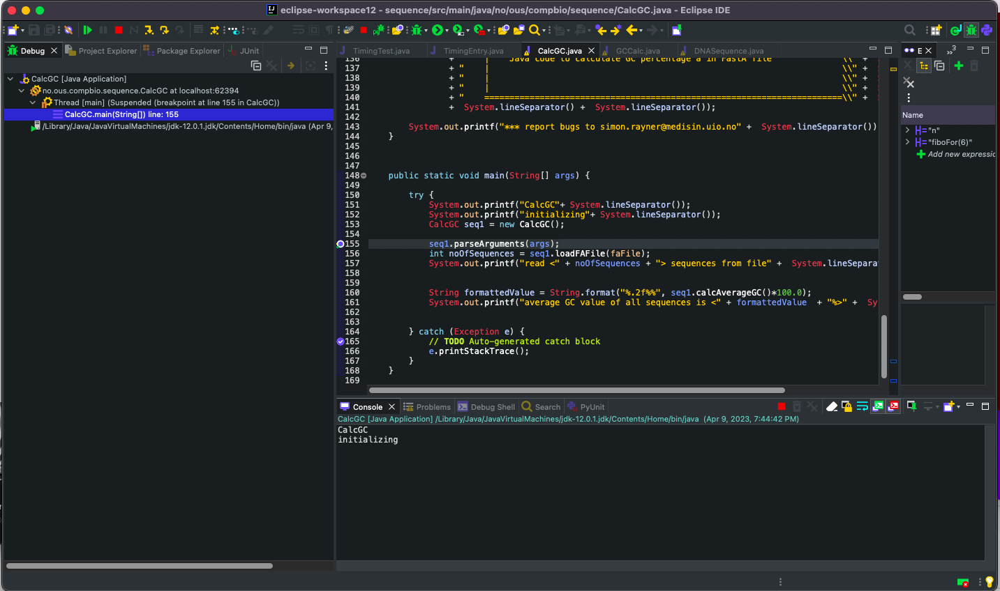 eclipse-workspace12 - sequence/src/main/java/no/ous/compbio/sequence/CalcGC.java - Eclipse IDE
Debug
Project Explorer
Package Explorer
JUnit
CalcGC [Java Application]
no.ous.compbio.sequence.CalcGC at localhost:62394
Thread [main] (Suspended (breakpoint at line 155 in CalcGC))
CalcGC.main(String[]) line: 155
/Library/Java/JavaVirtualMachines/jdk-12.0.1.jdk/Contents/Home/bin/java (Apr 9,
TimingTest.java
TimingEntry.java
CalcGC.java
GCCalc.java
DNASequence.java
136 + " | Java code to calculate GC percentage a in FastA file \\" +
137 + " | \\" +
138 + " | \\" +
139 + " | \\" +
140 + " =======================================================================\\" +
141 + System.lineSeparator() + System.lineSeparator());
142
143 System.out.printf("*** report bugs to simon.rayner@medisin.uio.no" + System.lineSeparator())
144 }
145
146
147
148 public static void main(String[] args) {
149
150 try {
151 System.out.printf("CalcGC"+ System.lineSeparator());
152 System.out.printf("initializing"+ System.lineSeparator());
153 CalcGC seq1 = new CalcGC();
154
155 seq1.parseArguments(args);
156 int noOfSequences = seq1.loadFAFile(faFile);
157 System.out.printf("read <" + noOfSequences + "> sequences from file" + System.lineSepara
158
159
160 String formattedValue = String.format("%.2f%%", seq1.calcAverageGC()*100.0);
161 System.out.printf("average GC value of all sequences is <" + formattedValue + "%>" + Sy
162
163
164 } catch (Exception e) {
165 // TODO Auto-generated catch block
166 e.printStackTrace();
167 }
168 }
169
E
»3
Name
"n"
"fiboFor(6)"
Add new expressio
Console
Problems
Debug Shell
Search
PyUnit
CalcGC [Java Application] /Library/Java/JavaVirtualMachines/jdk-12.0.1.jdk/Contents/Home/bin/java (Apr 9, 2023, 7:44:42 PM)
CalcGC
initializing